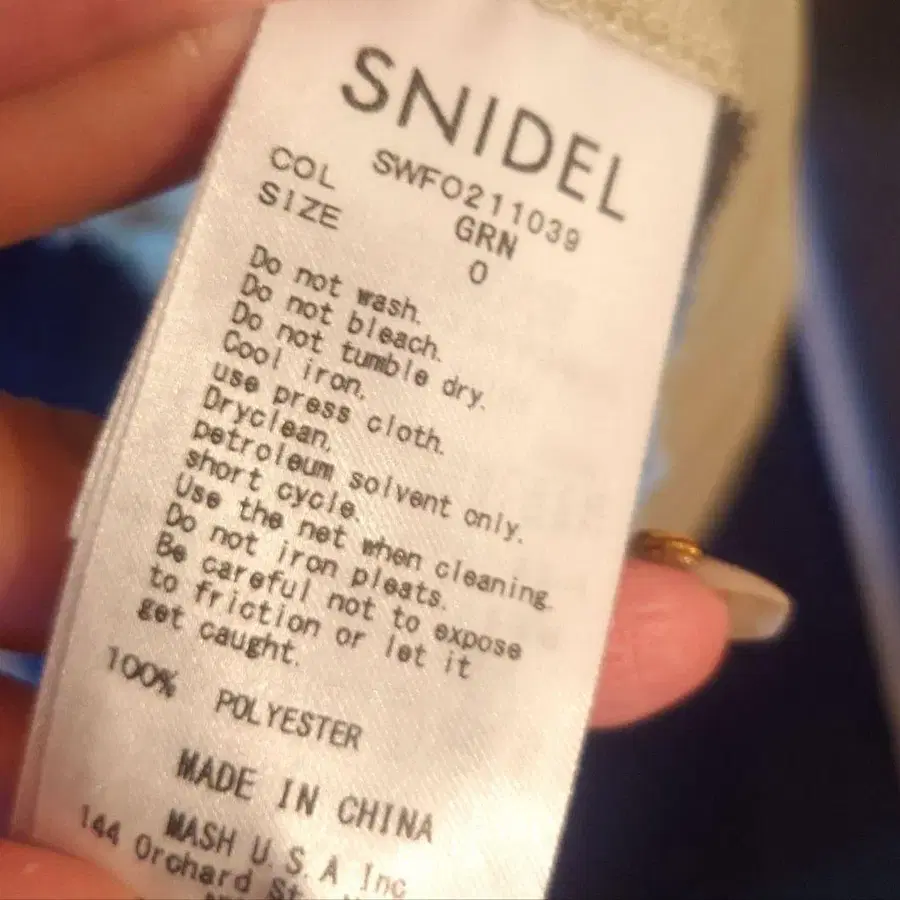 SNIDEL
SWFO211039
COL GRN
SIZE 0
Do not wash.
Do not bleach.
Do not tumble dry.
Cool iron,
use press cloth.
Dryclean,
petroleum solvent only.
short cycle.
Use the net when cleaning.
Do not iron pleats.
Be careful not to expose
to friction or let it
get caught.
100% POLYESTER
MADE IN CHINA
MASH U.S.A Inc
144 Orchard St